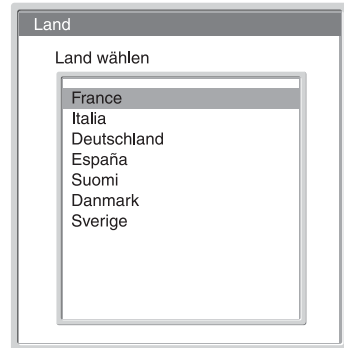 Land
Land wählen
France
Italia
Deutschland
España
Suomi
Danmark
Sverige